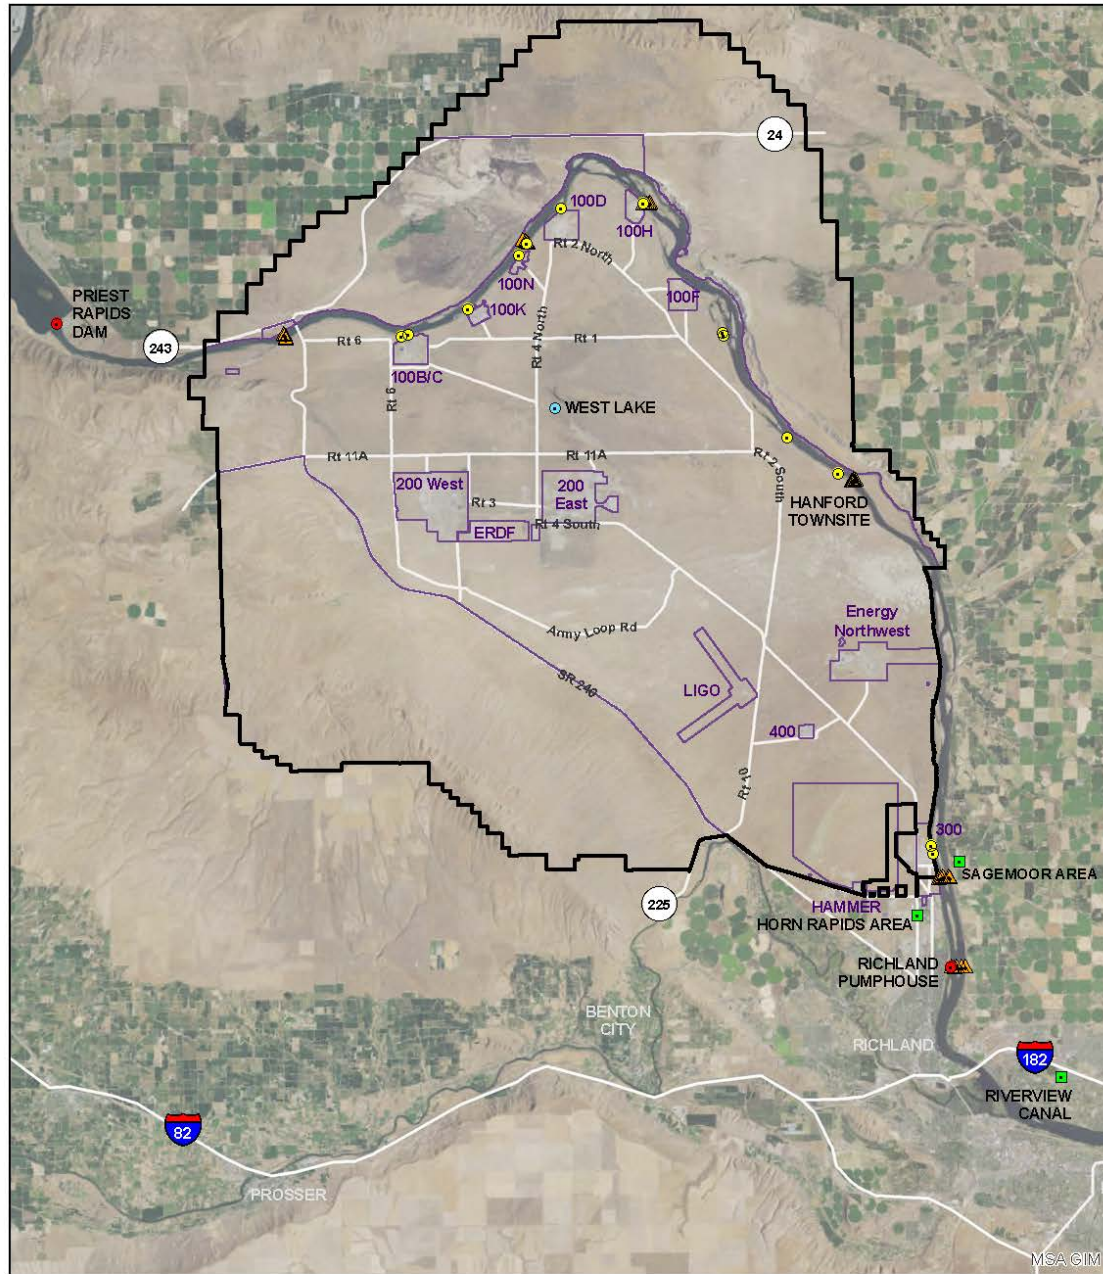 24
100D
100H
Rt 2 North
100N
100F
PRIEST
RAPIDS
DAM
100K
243
Rt 6
Rt 4 North
Rt 1
100B/C
Rt 6
WEST LAKE
Rt 11A
Rt 11A
Rt 2 South
200 West
200
East
Rt 3
HANFORD
TOWNSITE
ERDF
Rt 4 South
Energy
Northwest
Army Loop Rd
LIGO
SR 240
400
Rt 10
300
SAGEMOOR AREA
225
HAMMER
HORN RAPIDS AREA
RICHLAND
PUMPHOUSE
BENTON
CITY
RICHLAND
182
RIVERVIEW
CANAL
82
PROSSER
MSA GIM